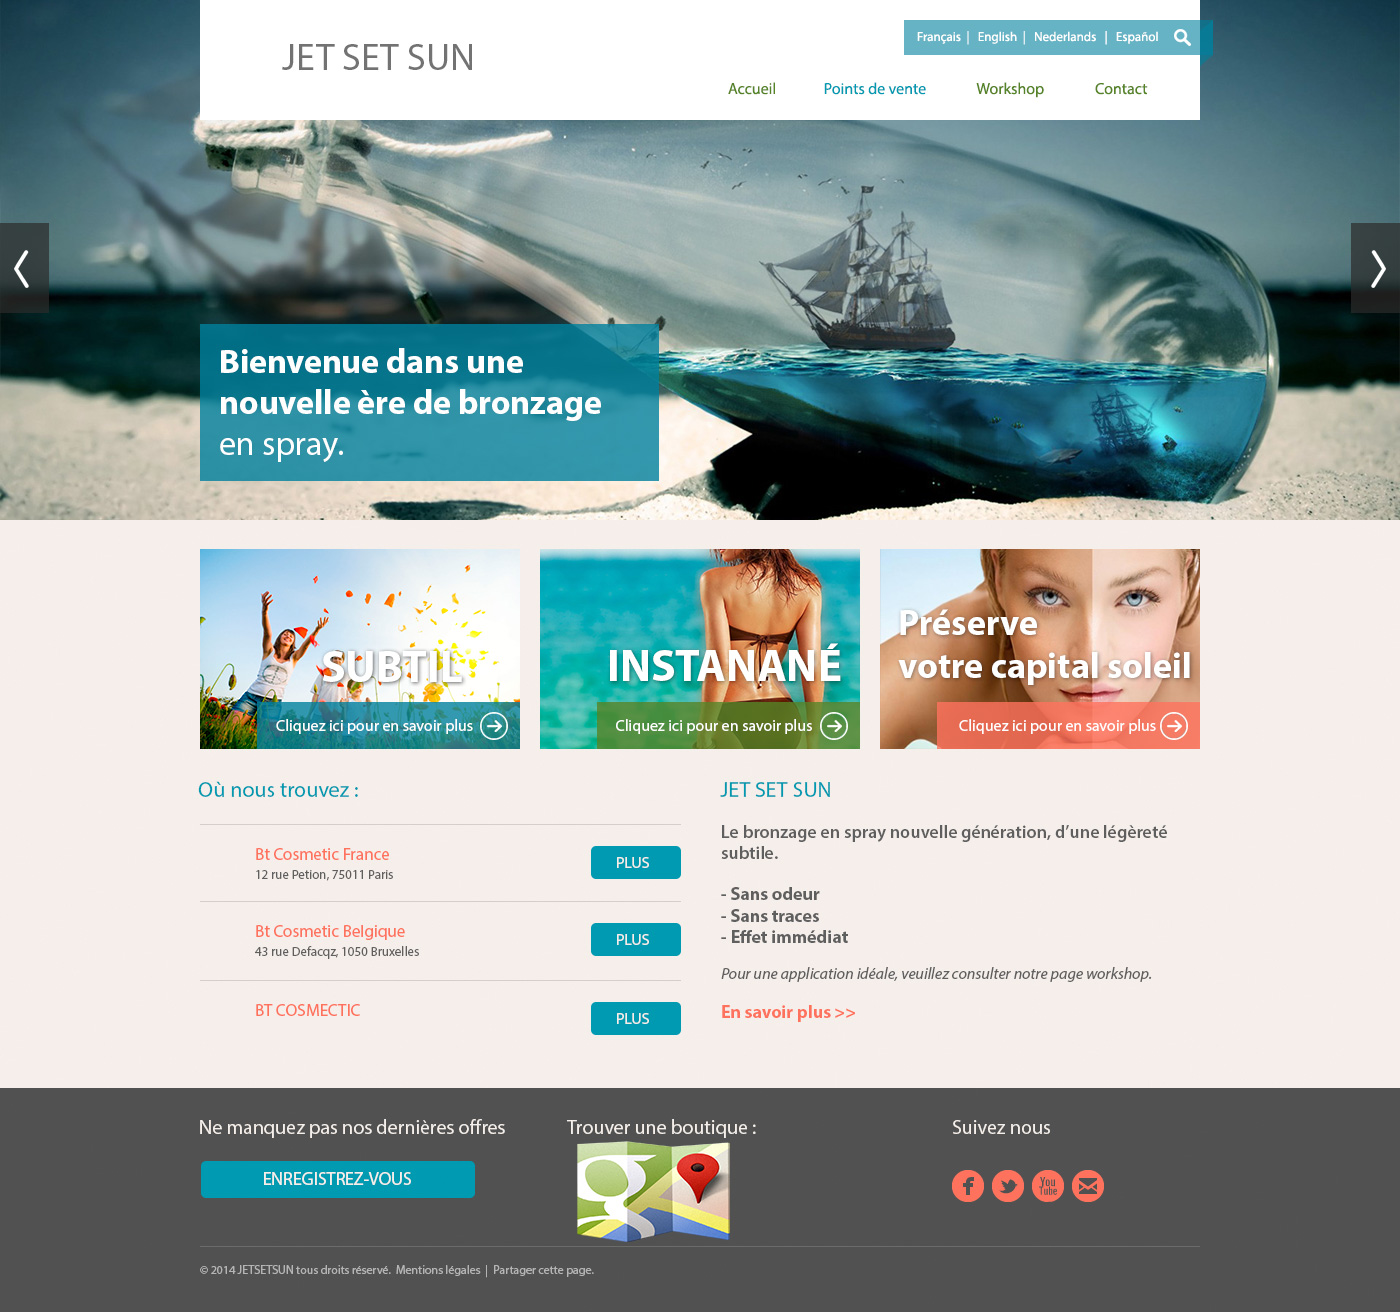 JET SET SUN
Français | English | Nederlands | Español
Accueil Points de vente Workshop Contact
Bienvenue dans une
nouvelle ère de bronzage
en spray.
SUBTIL
Cliquez ici pour en savoir plus
INSTANANÉ
Cliquez ici pour en savoir plus
Préserve
votre capital soleil
Cliquez ici pour en savoir plus
Où nous trouvez :
Bt Cosmetic France
12 rue Petion, 75011 Paris
PLUS
Bt Cosmetic Belgique
43 rue Defacqz, 1050 Bruxelles
PLUS
BT COSMECTIC
PLUS
JET SET SUN
Le bronzage en spray nouvelle génération, d’une légèreté
subtile.
- Sans odeur
- Sans traces
- Effet immédiat
Pour une application idéale, veuillez consulter notre page workshop.
En savoir plus >>
Ne manquez pas nos dernières offres
ENREGISTREZ-VOUS
Trouver une boutique :
g
Suivez nous
You
Tube
© 2014 JETSETSUN tous droits réservé. Mentions légales | Partager cette page.